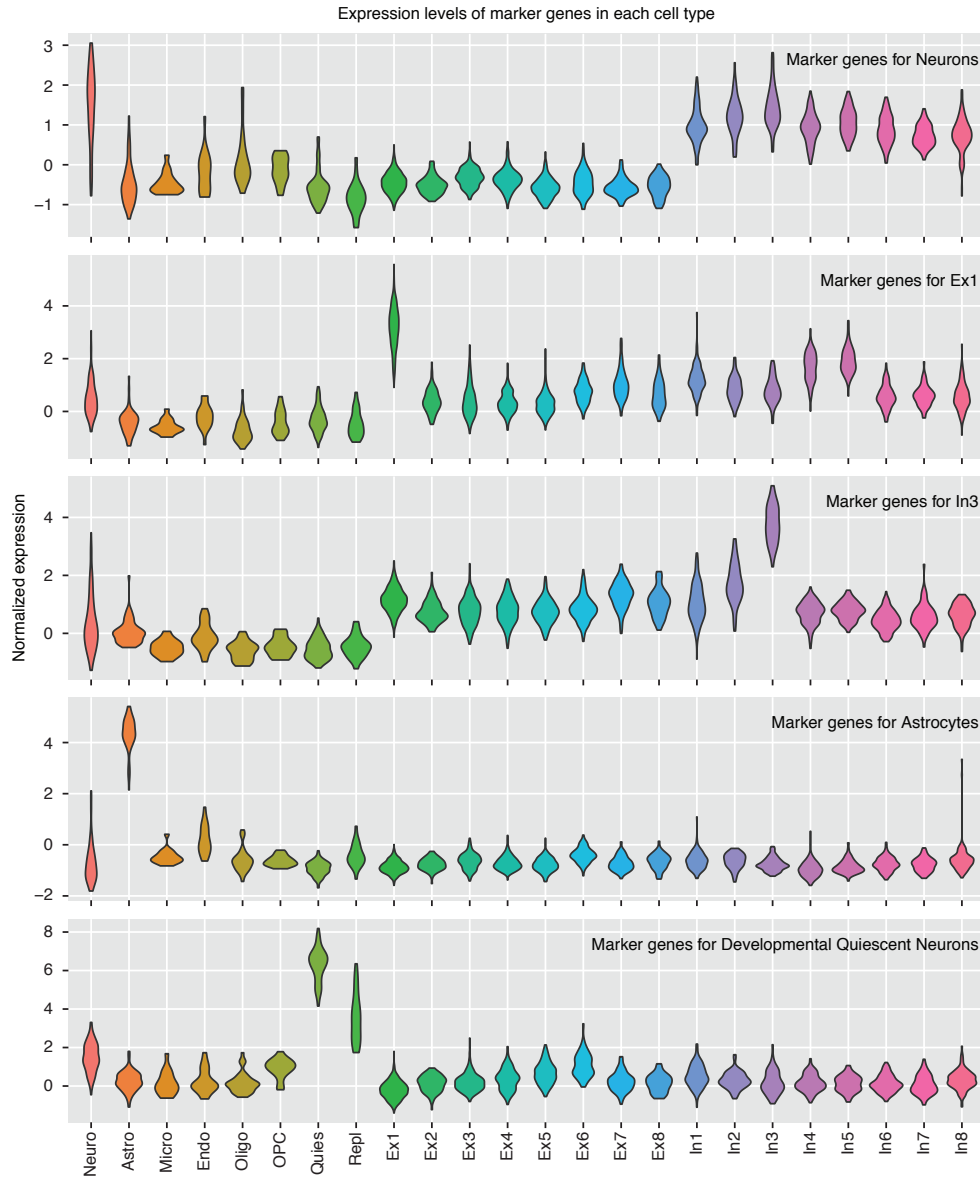 Expression levels of marker genes in each cell type
Normalized expression
Marker genes for Neurons
3
2
1
0
−1
Marker genes for Ex1
4
2
0
Marker genes for In3
4
2
0
Marker genes for Astrocytes
4
2
0
−2
Marker genes for Developmental Quiescent Neurons
8
6
4
2
0
Neuro
Astro
Micro
Endo
Oligo
OPC
Quies
Repl
Ex1
Ex2
Ex3
Ex4
Ex5
Ex6
Ex7
Ex8
In1
In2
In3
In4
In5
In6
In7
In8